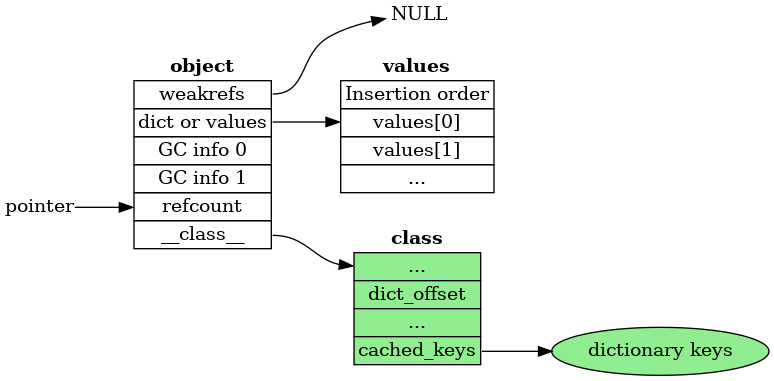 NULL
object
weakrefs
dict or values
GC info 0
GC info 1
refcount
__class__
pointer
values
Insertion order
values[0]
values[1]
...
class
...
dict_offset
...
cached_keys
dictionary keys